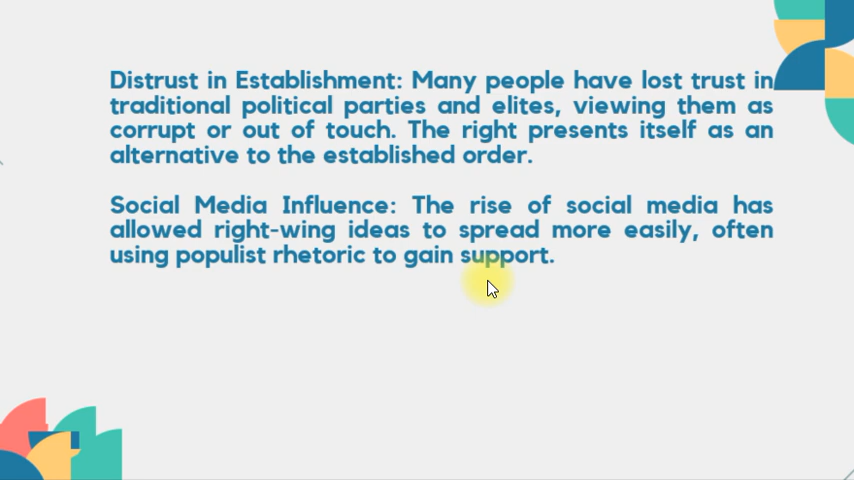 Distrust in Establishment: Many people have lost trust in
traditional political parties and elites, viewing them as
corrupt or out of touch. The right presents itself as an
alternative to the established order.
Social Media Influence: The rise of social media has
allowed right-wing ideas to spread more easily, often
using populist rhetoric to gain support.